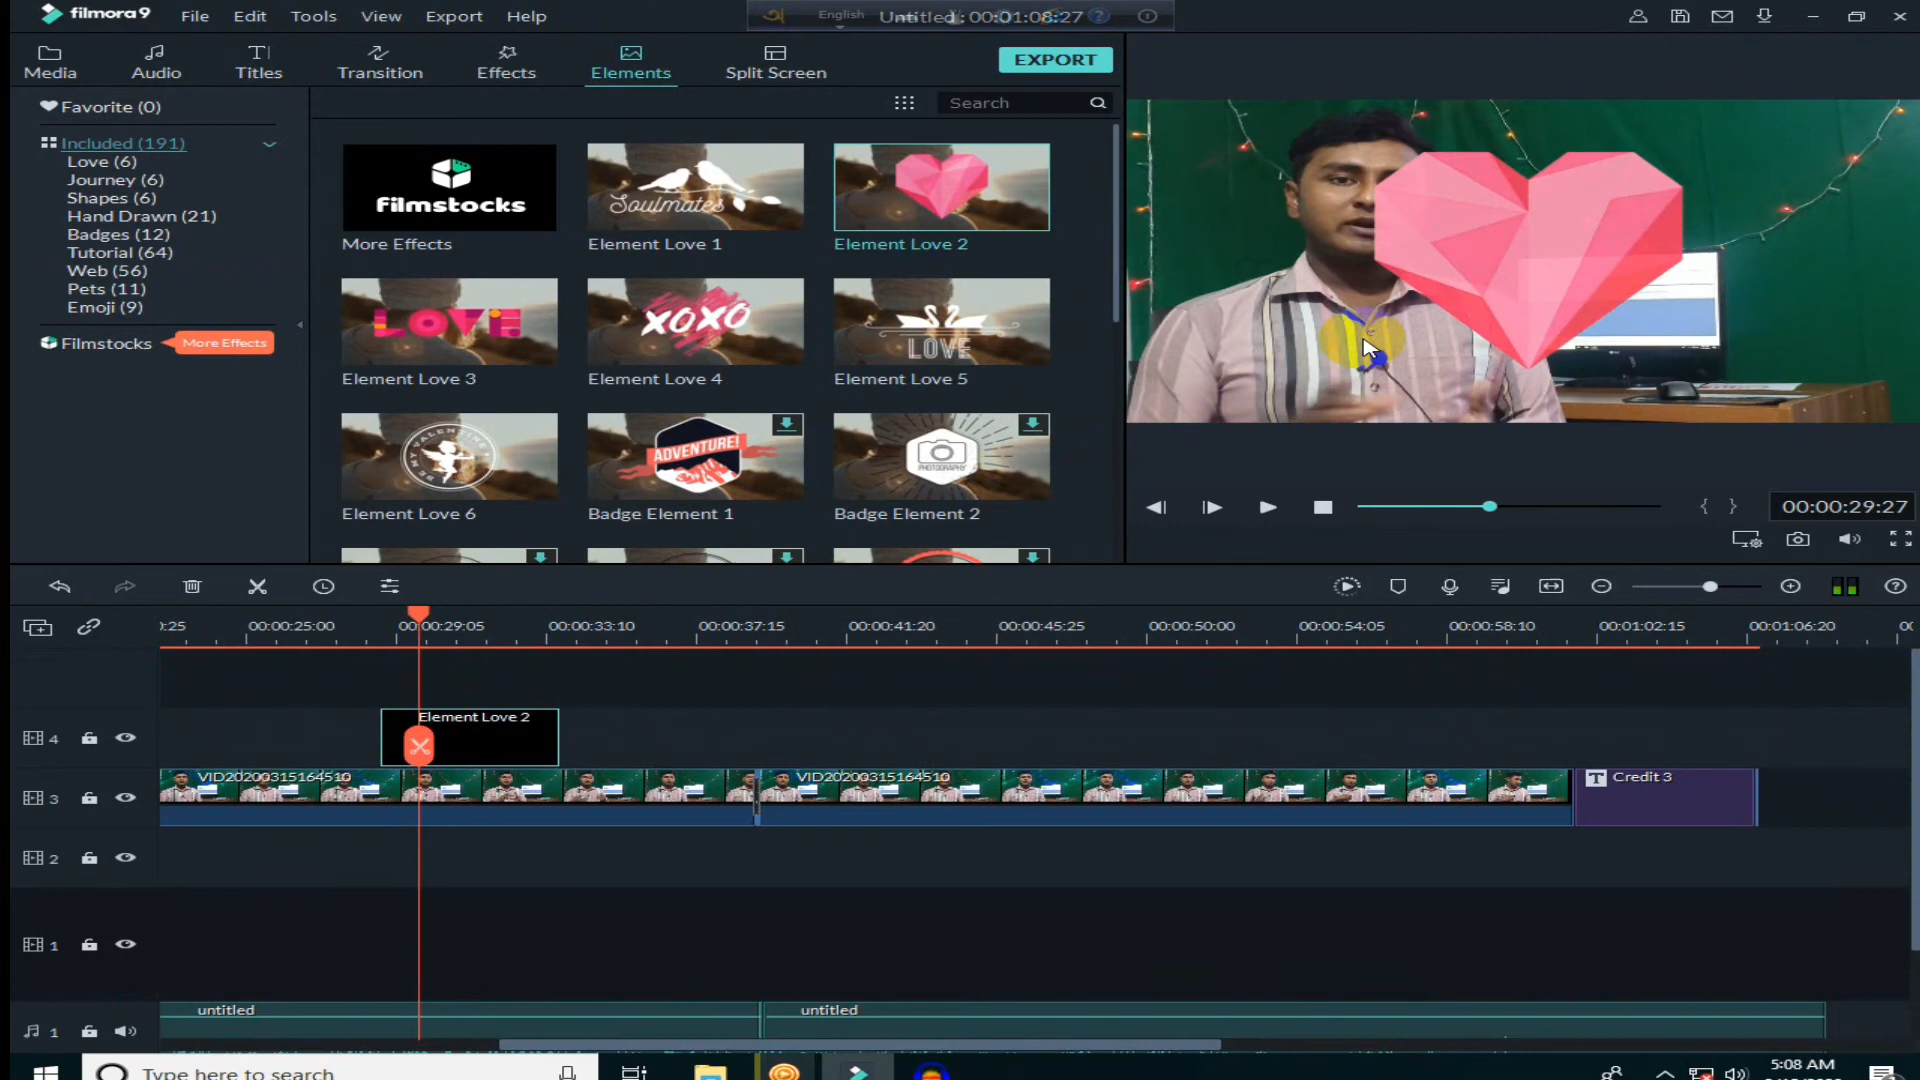 filmora9 File Edit Tools View Export Help
English
Untitled : 00:01:08:27
Media Audio Titles Transition Effects Elements Split Screen EXPORT
Favorite (0)
Search
Included (191)
Love (6)
Journey (6)
Shapes (6)
Hand Drawn (21)
Badges (12)
Tutorial (64)
Web (56)
Pets (11)
Emoji (9)
Filmstocks More Effects
filmstocks
Soulmates
More Effects Element Love 1 Element Love 2
LOVE
XOXO
LOVE
Element Love 3 Element Love 4 Element Love 5
BE MY VALENTINE
ADVENTURE!
PHOTOGRAPHY
Element Love 6 Badge Element 1 Badge Element 2
{ } 00:00:29:27
:25 00:00:25:00 00:00:29:05 00:00:33:10 00:00:37:15 00:00:41:20 00:00:45:25 00:00:50:00 00:00:54:05 00:00:58:10 00:01:02:15 00:01:06:20
Element Love 2
4
VID20200315164510 VID20200315164510 T Credit 3
3
2
1
untitled untitled
1
Type here to search
5:08 AM